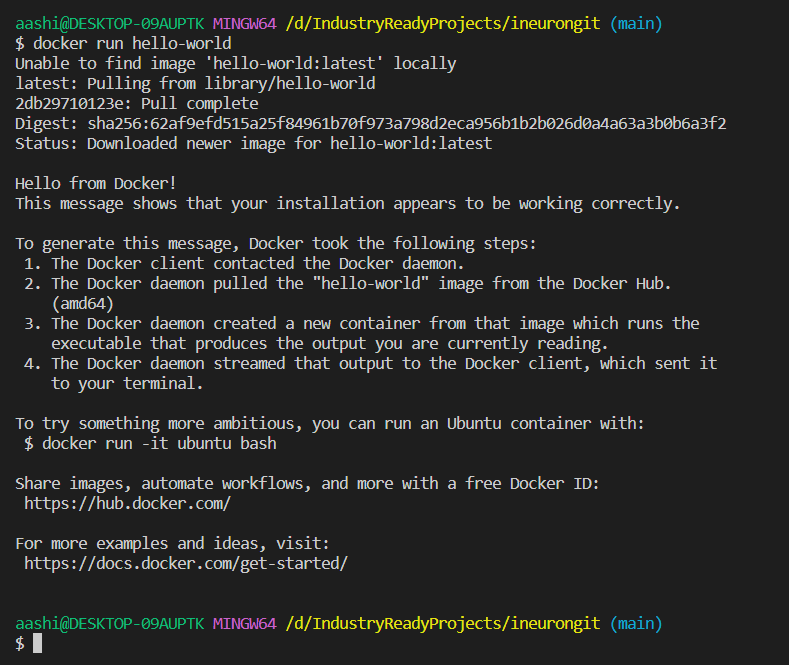 aashi@DESKTOP-09AUPTK MINGW64 /d/IndustryReadyProjects/ineurongit (main)
$ docker run hello-world
Unable to find image 'hello-world:latest' locally
latest: Pulling from library/hello-world
2db29710123e: Pull complete
Digest: sha256:62af9efd515a25f84961b70f973a798d2eca956b1b2b026d0a4a63a3b0b6a3f2
Status: Downloaded newer image for hello-world:latest

Hello from Docker!
This message shows that your installation appears to be working correctly.

To generate this message, Docker took the following steps:
 1. The Docker client contacted the Docker daemon.
 2. The Docker daemon pulled the "hello-world" image from the Docker Hub.
    (amd64)
 3. The Docker daemon created a new container from that image which runs the
    executable that produces the output you are currently reading.
 4. The Docker daemon streamed that output to the Docker client, which sent it
    to your terminal.

To try something more ambitious, you can run an Ubuntu container with:
 $ docker run -it ubuntu bash

Share images, automate workflows, and more with a free Docker ID:
 https://hub.docker.com/

For more examples and ideas, visit:
 https://docs.docker.com/get-started/

aashi@DESKTOP-09AUPTK MINGW64 /d/IndustryReadyProjects/ineurongit (main)
$